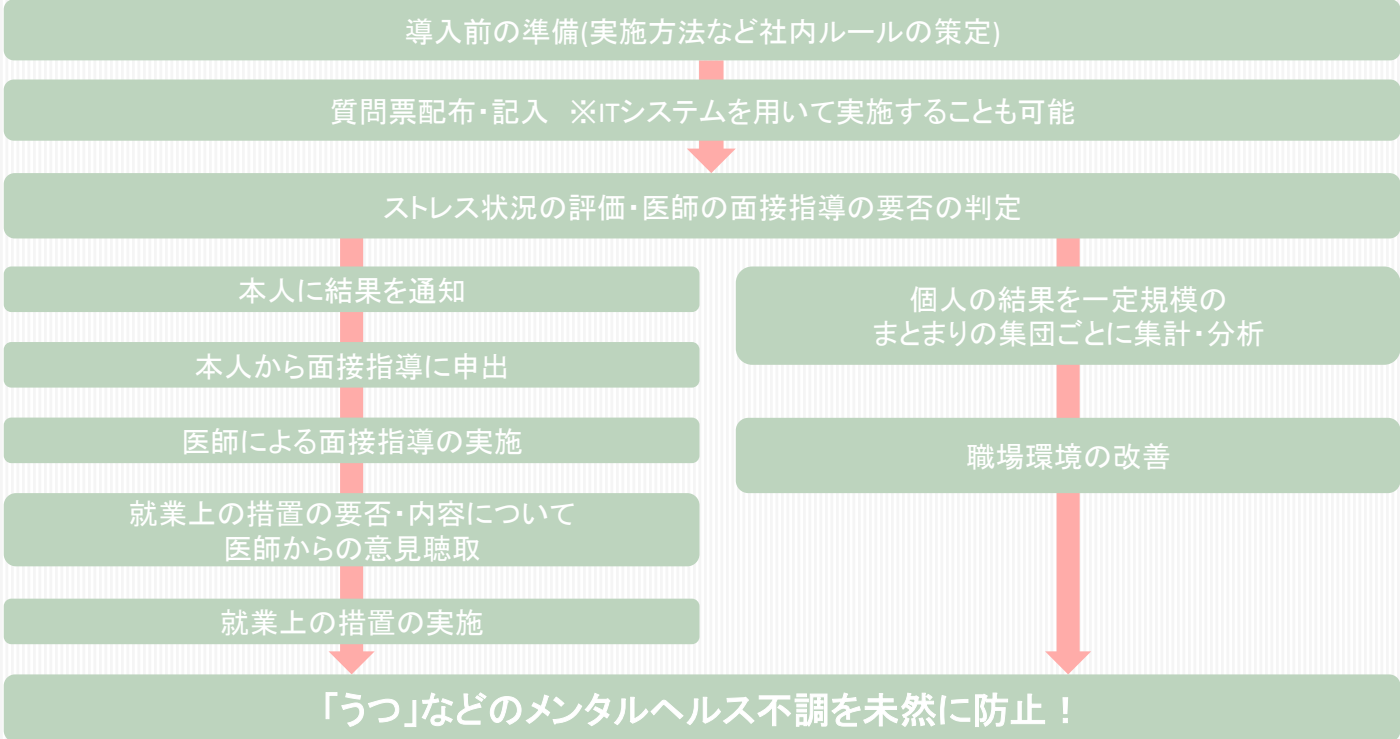 導入前の準備(実施方法など社内ルールの策定)
質問票配布・記入　※ITシステムを用いて実施することも可能
ストレス状況の評価・医師の面接指導の要否の判定
本人に結果を通知
本人から面接指導に申出
医師による面接指導の実施
就業上の措置の要否・内容について
医師からの意見聴取
就業上の措置の実施
個人の結果を一定規模の
まとまりの集団ごとに集計・分析
職場環境の改善
「うつ」などのメンタルヘルス不調を未然に防止！